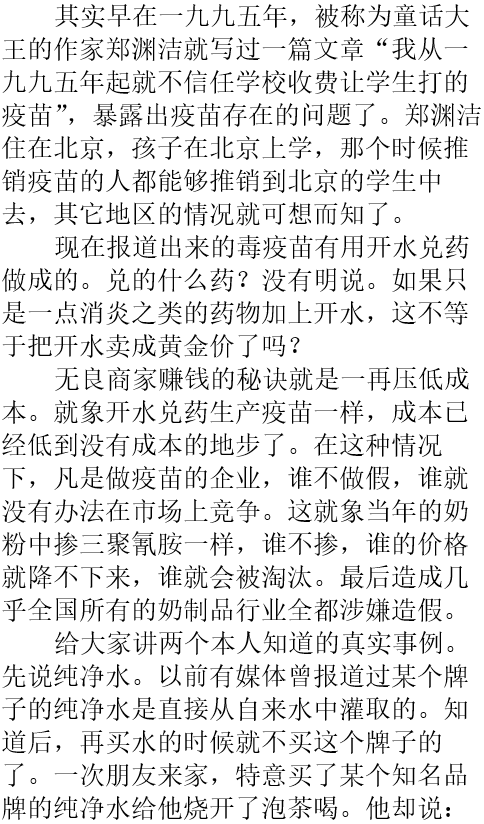 其实早在一九九五年，被称为童话大
王的作家郑渊洁就写过一篇文章“我从一
九九五年起就不信任学校收费让学生打的
疫苗”，暴露出疫苗存在的问题了。郑渊洁
住在北京，孩子在北京上学，那个时候推
销疫苗的人都能够推销到北京的学生中
去，其它地区的情况就可想而知了。
现在报道出来的毒疫苗有用开水兑药
做成的。兑的什么药？没有明说。如果只
是一点消炎之类的药物加上开水，这不等
于把开水卖成黄金价了吗？
无良商家赚钱的秘诀就是一再压低成
本。就象开水兑药生产疫苗一样，成本已
经低到没有成本的地步了。在这种情况
下，凡是做疫苗的企业，谁不做假，谁就
没有办法在市场上竞争。这就象当年的奶
粉中掺三聚氰胺一样，谁不掺，谁的价格
就降不下来，谁就会被淘汰。最后造成几
乎全国所有的奶制品行业全都涉嫌造假。
给大家讲两个本人知道的真实事例。
先说纯净水。以前有媒体曾报道过某个牌
子的纯净水是直接从自来水中灌取的。知
道后，再买水的时候就不买这个牌子的
了。一次朋友来家，特意买了某个知名品
牌的纯净水给他烧开了泡茶喝。他却说：